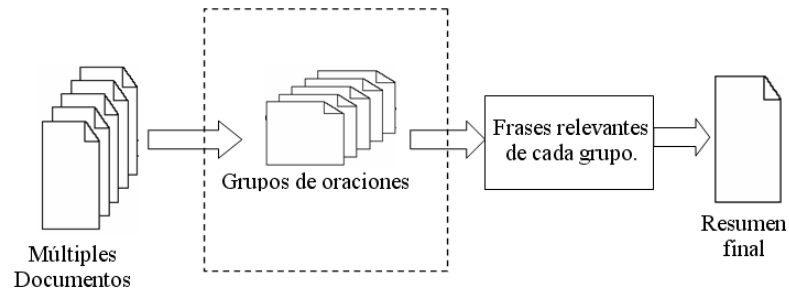 Múltiples
Documentos
Grupos de oraciones
Frases relevantes
de cada grupo.
Resumen
final